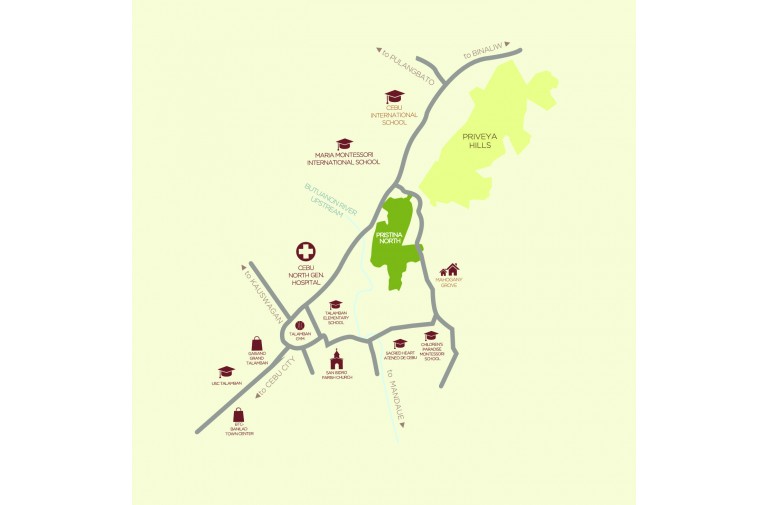 to BINALIW
to PULANGBATO
CEBU
INTERNATIONAL
SCHOOL
PRIVEYA
HILLS
MARIA MONTESSORI
INTERNATIONAL SCHOOL
BUTUANON RIVER
UPSTREAM
PRISTINA
NORTH
CEBU
NORTH GEN.
HOSPITAL
MAHOGANY
GROVE
to KAUSWAGAN
TALAMBAN
ELEMENTARY
SCHOOL
TALAMBAN
GYM
GAISANO
GRAND
TALAMBAN
CHILDREN'S
PARADISE
MONTESSORI
SCHOOL
SACRED HEART
ATENEO DE CEBU
to CEBU CITY
SAN ISIDRO
PARISH CHURCH
USC TALAMBAN
to MANDAUE
BANILAD
TOWN CENTER